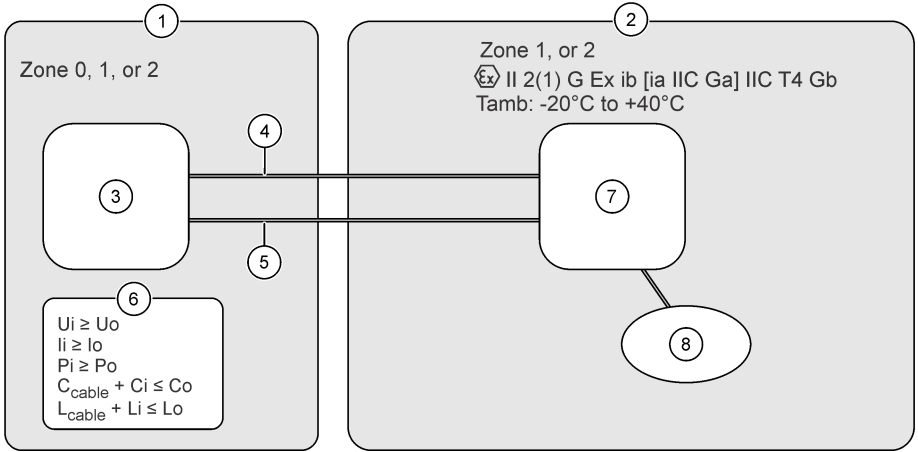 1
2
Zone 0, 1, or 2
Zone 1, or 2
Ex II 2(1) G Ex ib [ia IIC Ga] IIC T4 Gb
Tamb: -20°C to +40°C
4
3
7
5
6
Ui ≥ Uo
Ii ≥ Io
Pi ≥ Po
Ccable + Ci ≤ Co
Lcable + Li ≤ Lo
8